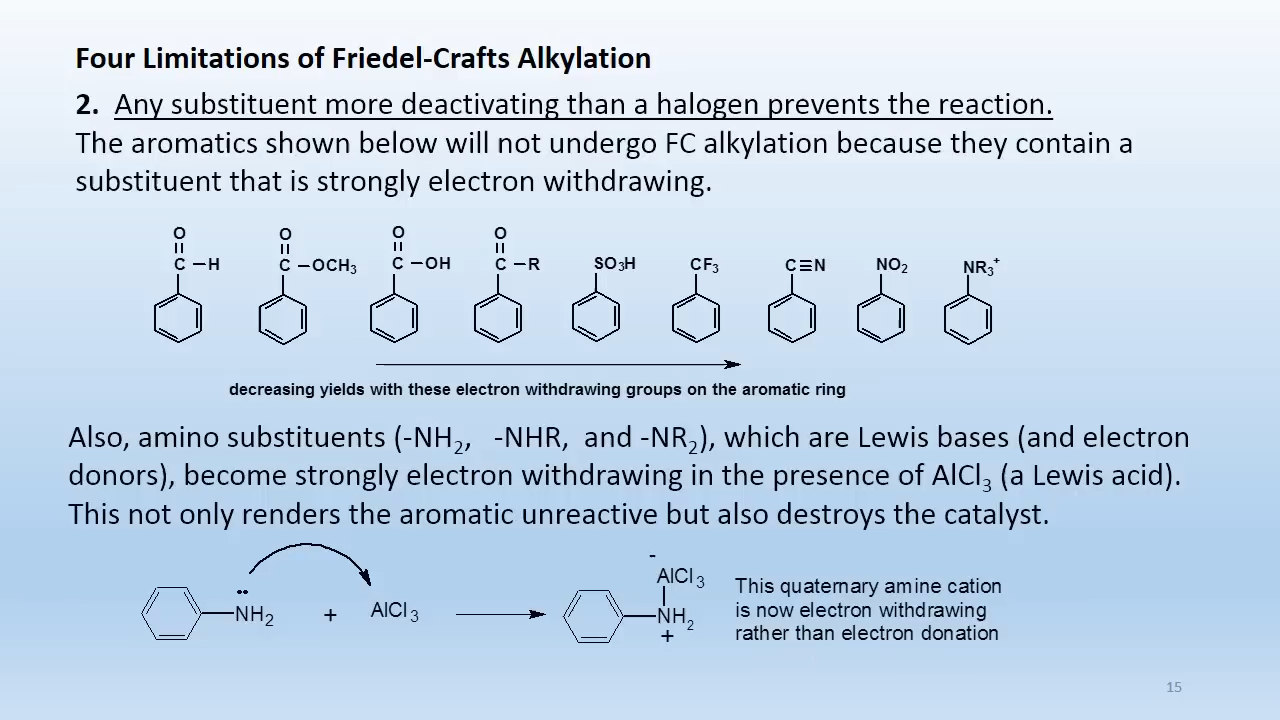 Four Limitations of Friedel-Crafts Alkylation
2. Any substituent more deactivating than a halogen prevents the reaction.
The aromatics shown below will not undergo FC alkylation because they contain a
substituent that is strongly electron withdrawing.
O O O O
C –H C –OCH₃ C –OH C –R SO₃H CF₃ C≡N NO₂ NR₃⁺
decreasing yields with these electron withdrawing groups on the aromatic ring
Also, amino substituents (-NH₂, -NHR, and -NR₂), which are Lewis bases (and electron
donors), become strongly electron withdrawing in the presence of AlCl₃ (a Lewis acid).
This not only renders the aromatic unreactive but also destroys the catalyst.
••
NH₂ + AlCl₃
-
AlCl₃
NH₂
+
This quaternary amine cation
is now electron withdrawing
rather than electron donation
15